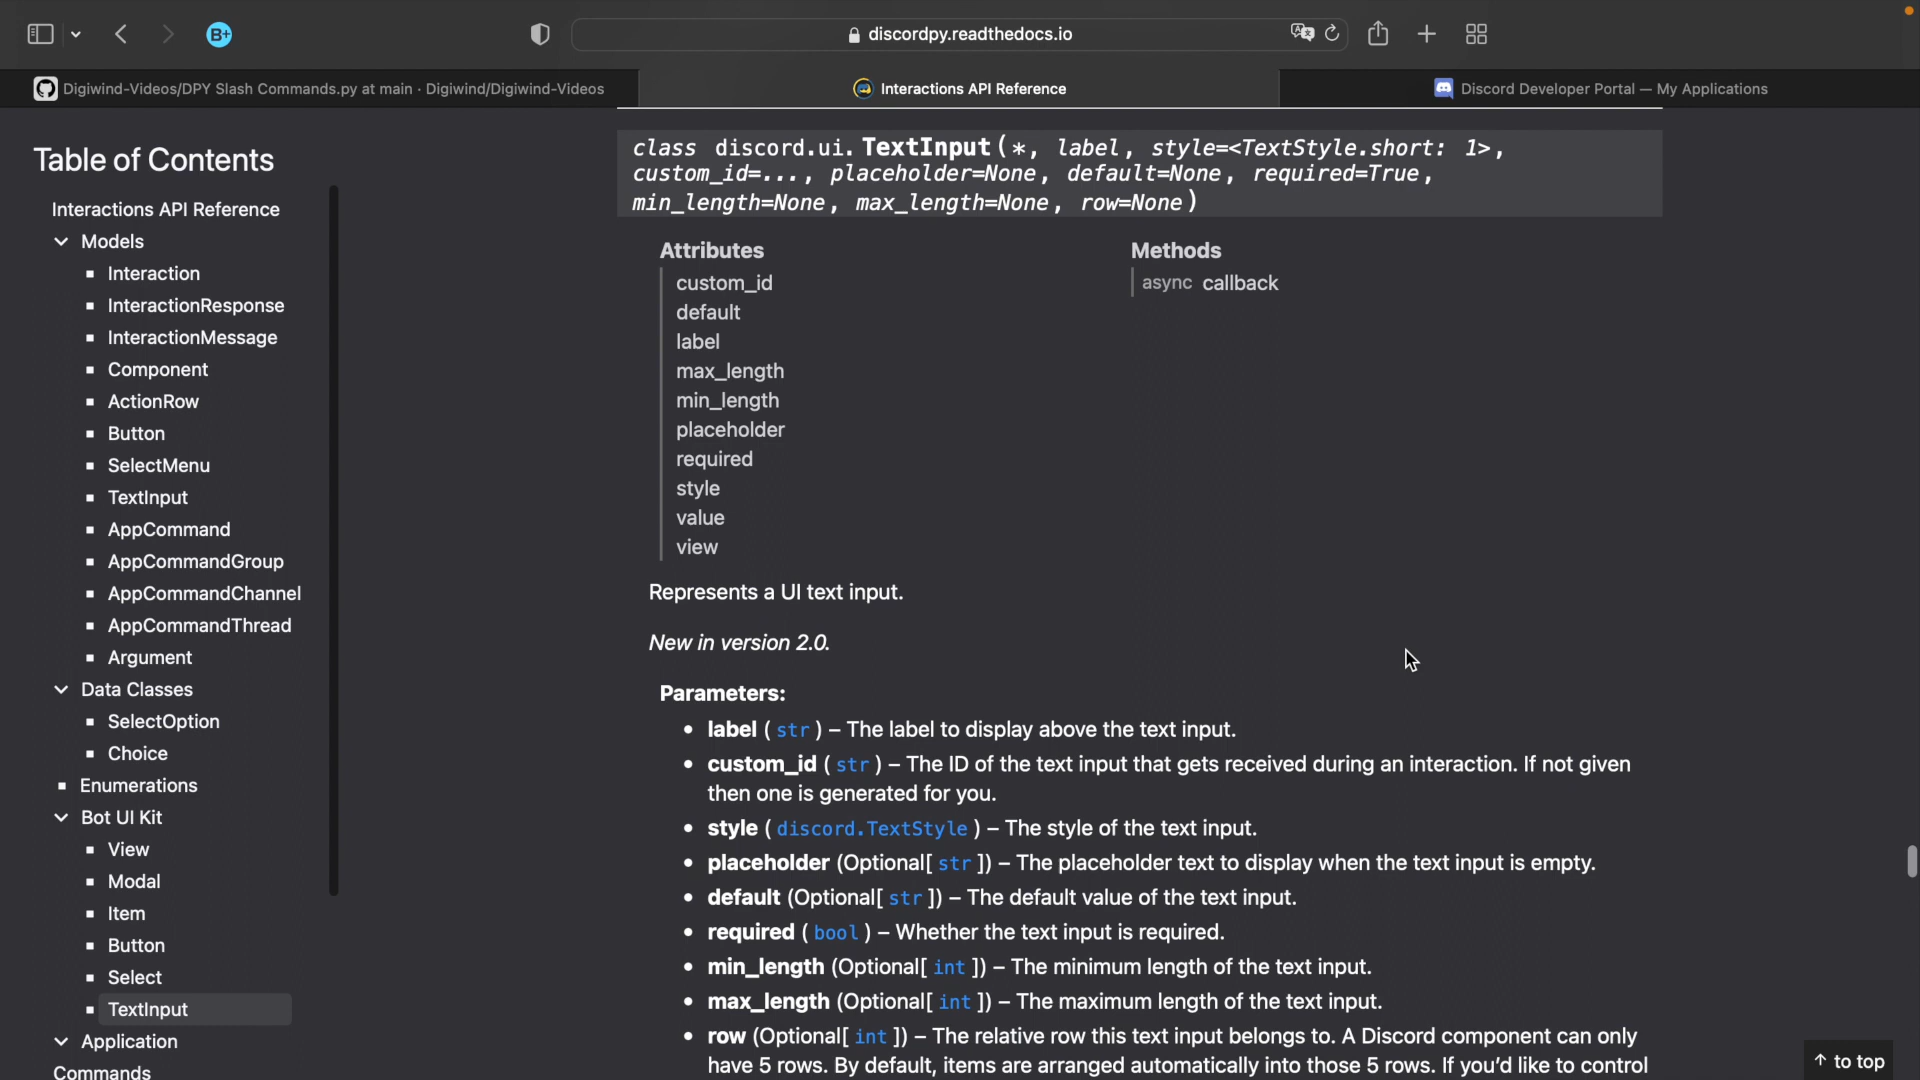 B+
discordpy.readthedocs.io
Digiwind-Videos/DPY Slash Commands.py at main · Digiwind/Digiwind-Videos
Interactions API Reference
Discord Developer Portal — My Applications
Table of Contents
Interactions API Reference
Models
Interaction
InteractionResponse
InteractionMessage
Component
ActionRow
Button
SelectMenu
TextInput
AppCommand
AppCommandGroup
AppCommandChannel
AppCommandThread
Argument
Data Classes
SelectOption
Choice
Enumerations
Bot UI Kit
View
Modal
Item
Button
Select
TextInput
Application
Commands
class discord.ui.TextInput(*, label, style=<TextStyle.short: 1>,
custom_id=..., placeholder=None, default=None, required=True,
min_length=None, max_length=None, row=None)
Attributes
custom_id
default
label
max_length
min_length
placeholder
required
style
value
view
Methods
async callback
Represents a UI text input.
New in version 2.0.
Parameters:
• label (str) – The label to display above the text input.
• custom_id (str) – The ID of the text input that gets received during an interaction. If not given
then one is generated for you.
• style (discord.TextStyle) – The style of the text input.
• placeholder (Optional[str]) – The placeholder text to display when the text input is empty.
• default (Optional[str]) – The default value of the text input.
• required (bool) – Whether the text input is required.
• min_length (Optional[int]) – The minimum length of the text input.
• max_length (Optional[int]) – The maximum length of the text input.
• row (Optional[int]) – The relative row this text input belongs to. A Discord component can only
have 5 rows. By default, items are arranged automatically into those 5 rows. If you'd like to control
↑ to top